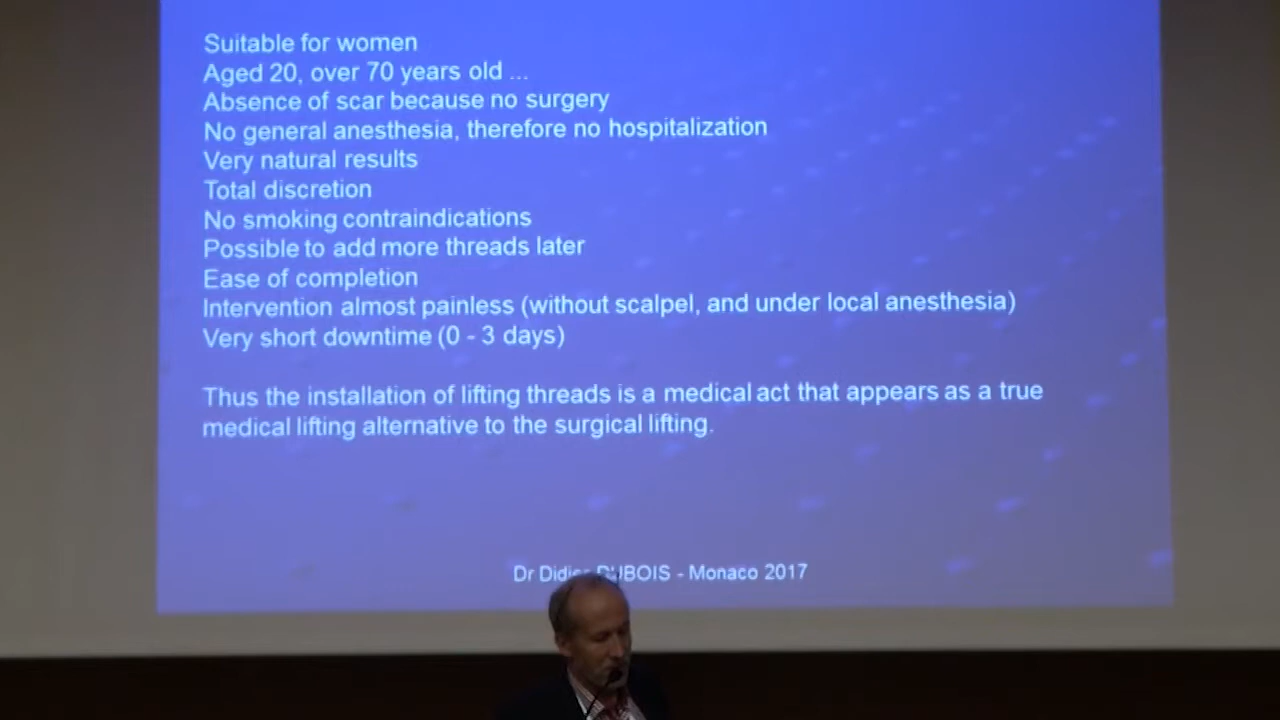 Suitable for women
Aged 20, over 70 years old ...
Absence of scar because no surgery
No general anesthesia, therefore no hospitalization
Very natural results
Total discretion
No smoking contraindications
Possible to add more threads later
Ease of completion
Intervention almost painless (without scalpel, and under local anesthesia)
Very short downtime (0 - 3 days)
Thus the installation of lifting threads is a medical act that appears as a true
medical lifting alternative to the surgical lifting.
Dr Didier DUBOIS - Monaco 2017